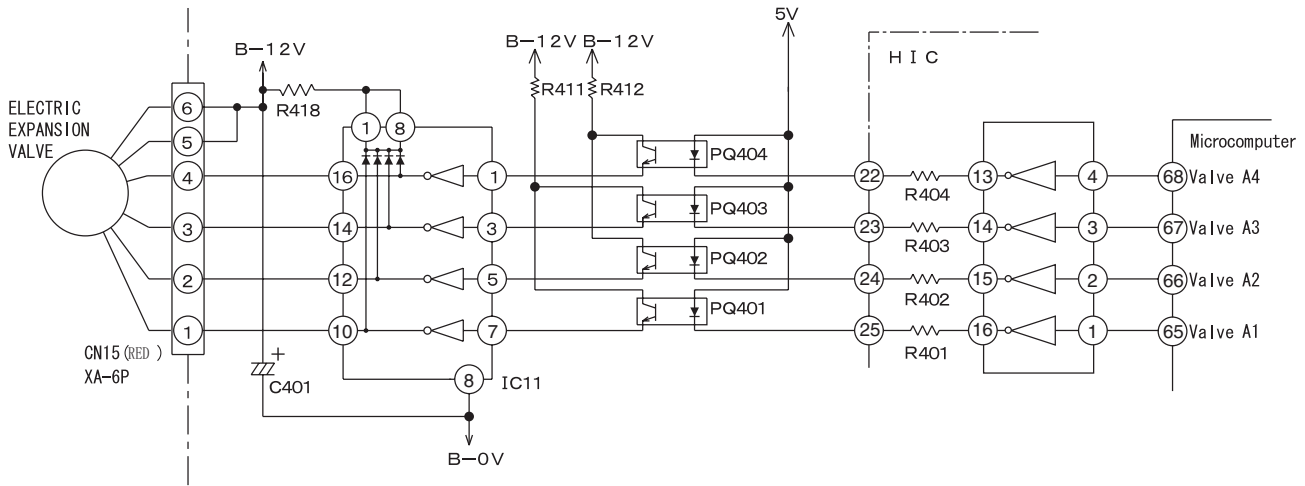 5V
B-12V
B-12V B-12V
HIC
ELECTRIC
EXPANSION
VALVE
6
5
4
3
2
1
CN15 (RED )
XA-6P
R418
C401
+
1
8
16
14
12
10
1
3
5
7
8
IC11
B-0V
R411
R412
PQ404
PQ403
PQ402
PQ401
22
23
24
25
R404
R403
R402
R401
13
14
15
16
4
3
2
1
Microcomputer
68 Valve A4
67 Valve A3
66 Valve A2
65 Valve A1